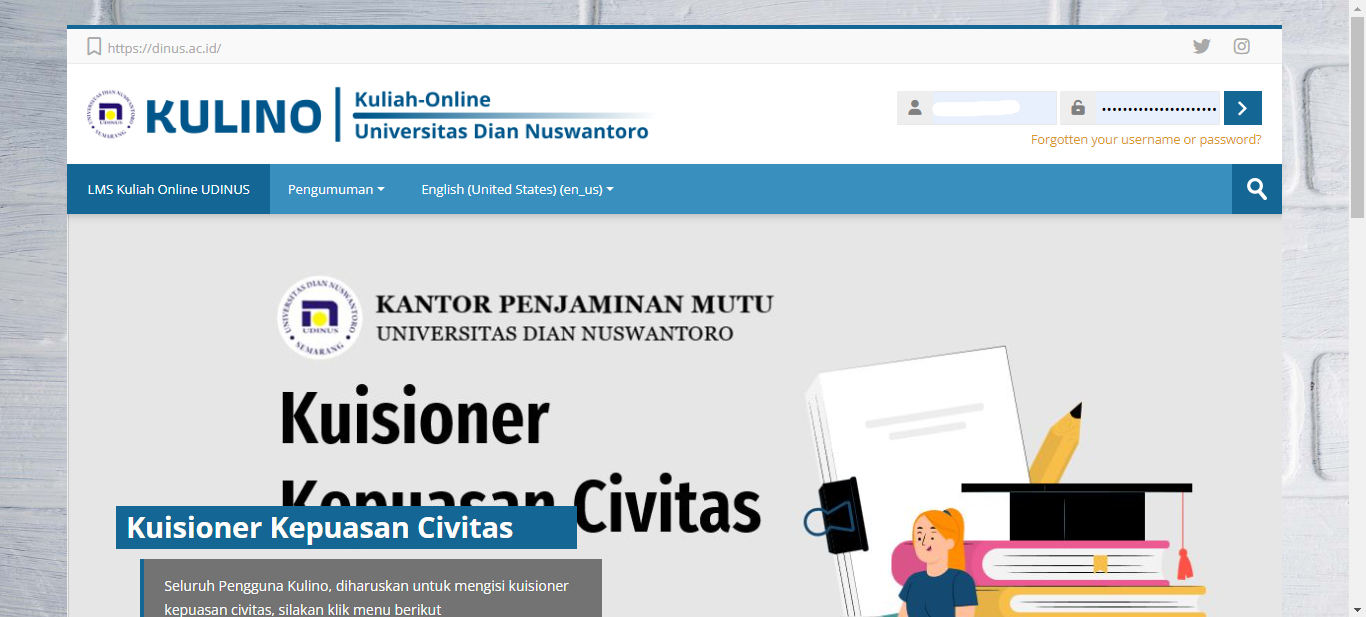 https://dinus.ac.id/
UNIVERSITAS DIAN NUSWANTORO
UDINUS
SEMARANG
KULINO
Kuliah-Online
Universitas Dian Nuswantoro
Forgotten your username or password?
LMS Kuliah Online UDINUS
Pengumuman
English (United States) (en_us)
UNIVERSITAS DIAN NUSWANTORO
UDINUS
SEMARANG
KANTOR PENJAMINAN MUTU
UNIVERSITAS DIAN NUSWANTORO
Kuisioner
Kepuasan Civitas
Kuisioner Kepuasan Civitas
Seluruh Pengguna Kulino, diharuskan untuk mengisi kuisioner
kepuasan civitas, silakan klik menu berikut